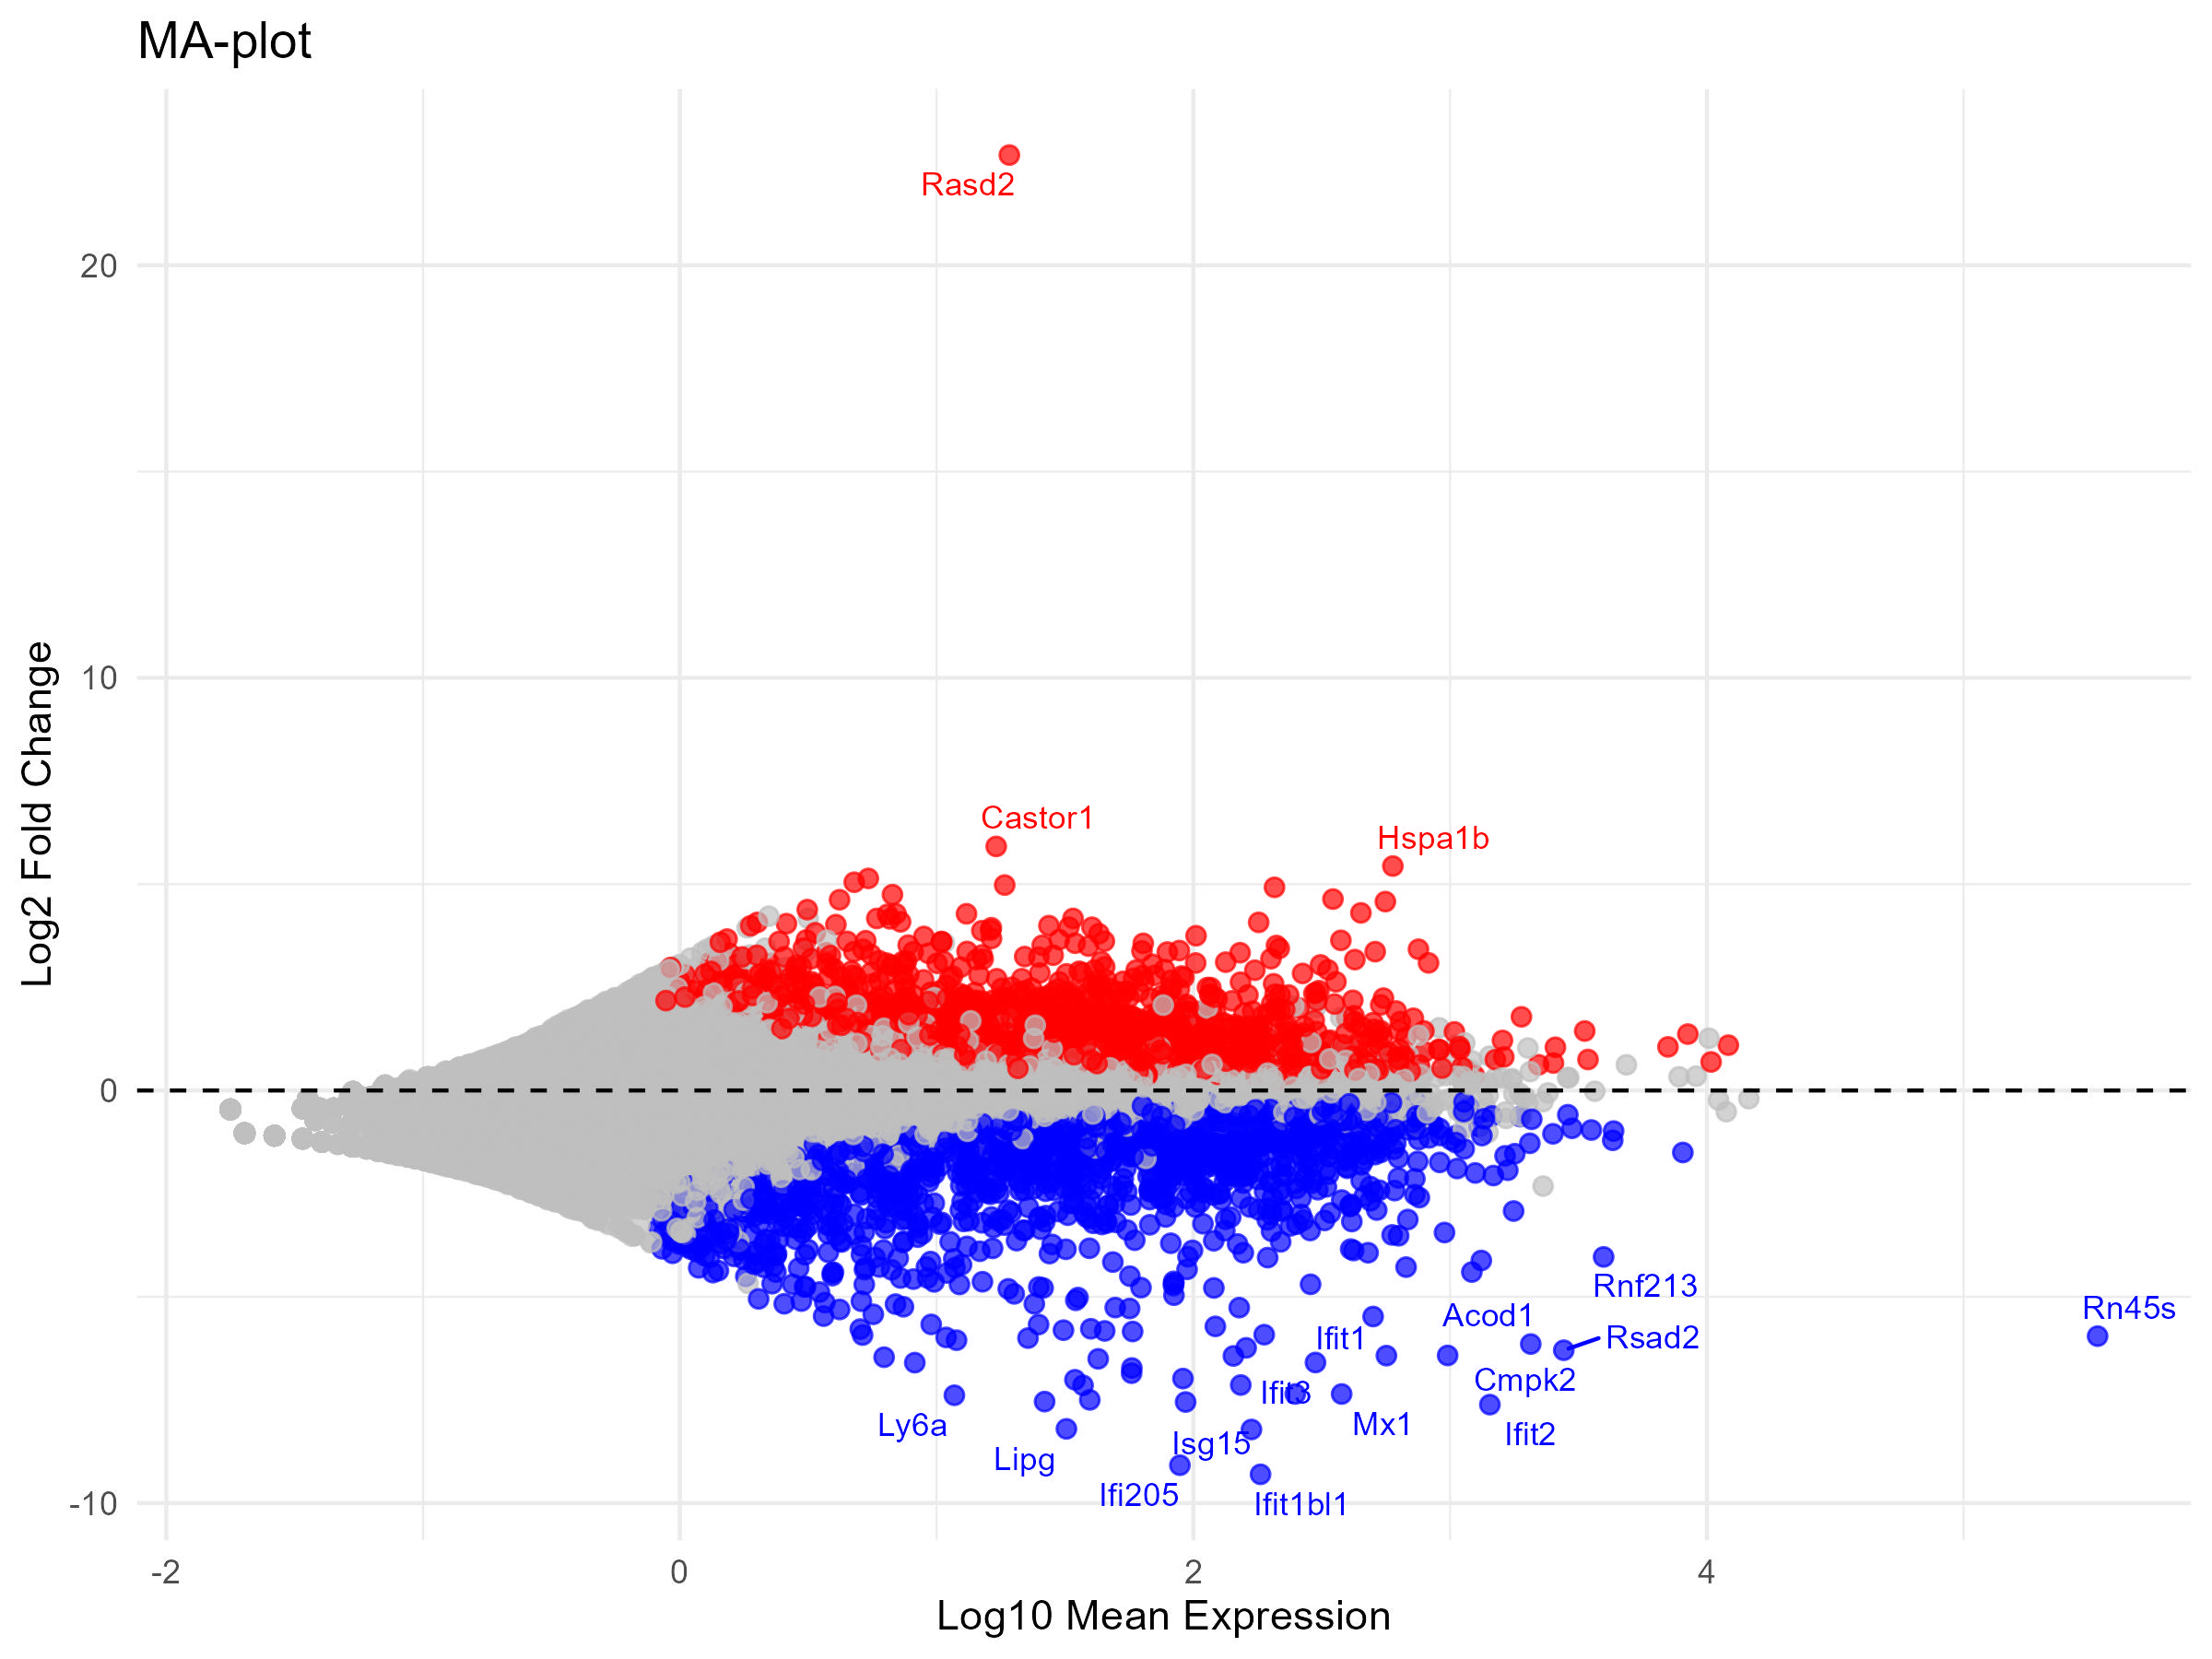 MA-plot
Rasd2
20
Castor1
Hspa1b
10
Log2 Fold Change
0
Rnf213
Rn45s
Acod1
Ifit1
Rsad2
Cmpk2
Ifit3
Ly6a
Mx1
Ifit2
Isg15
Lipg
Ifi205
Ifit1bl1
-10
-2
0
2
4
Log10 Mean Expression